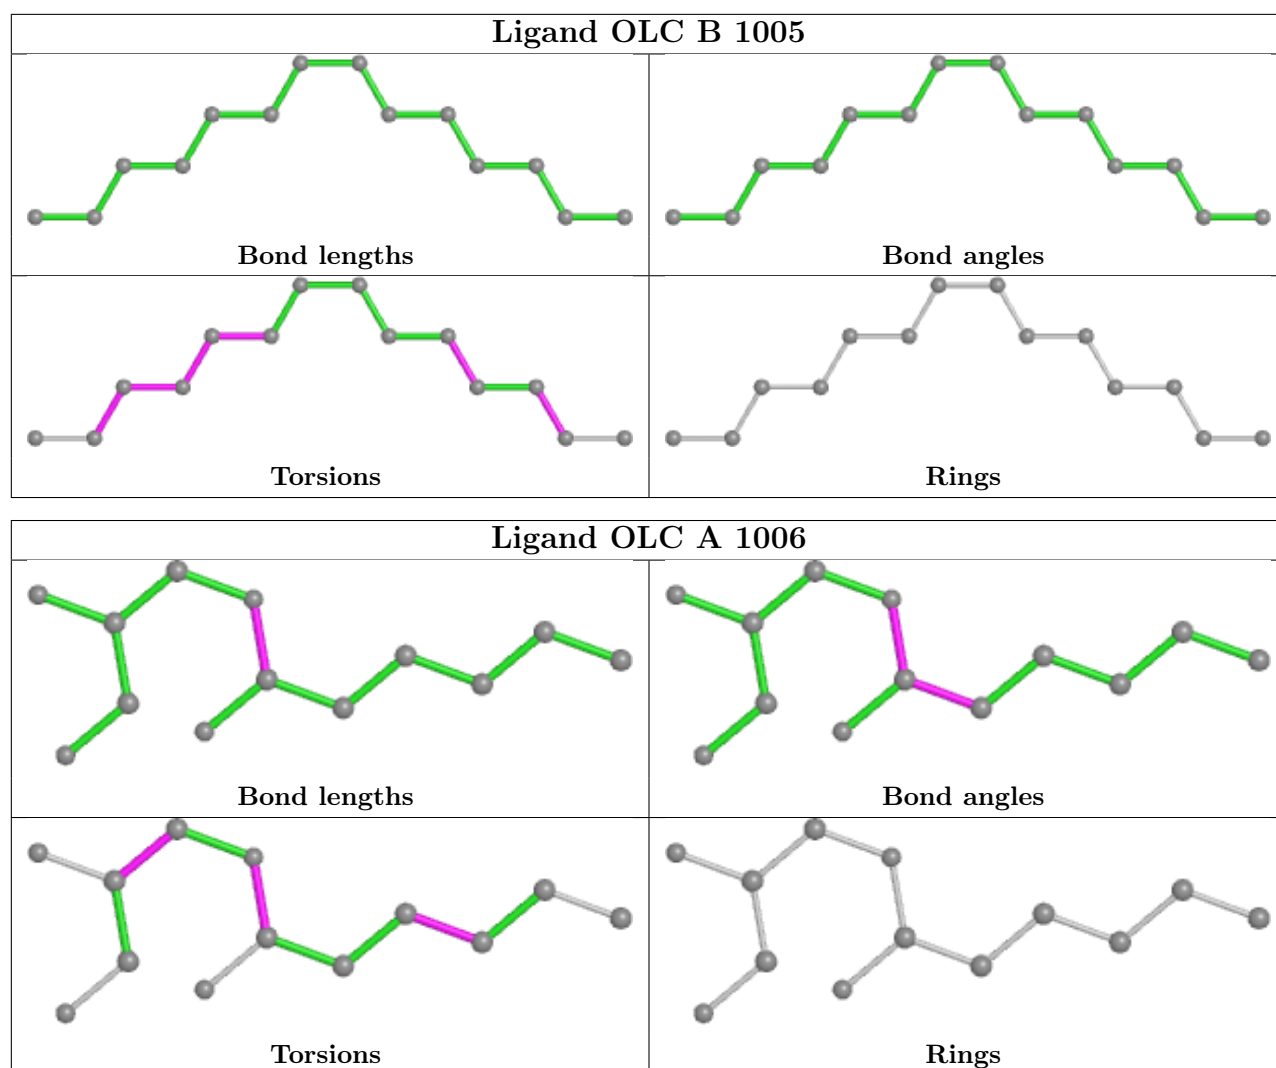 Ligand OLC B 1005
Bond lengths
Bond angles
Torsions
Rings
Ligand OLC A 1006
Bond lengths
Bond angles
Torsions
Rings